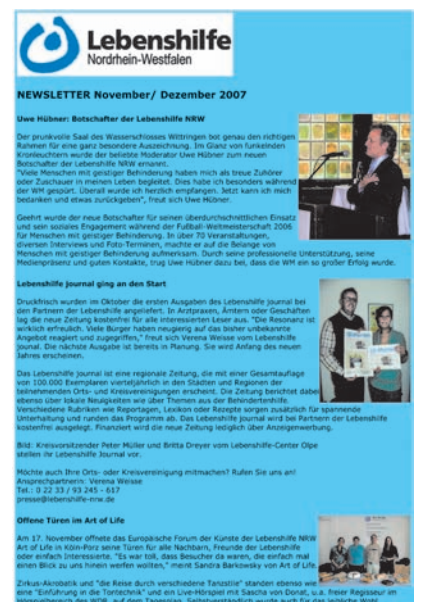 Lebenshilfe
Nordrhein-Westfalen
NEWSLETTER November/ Dezember 2007
Uwe Hübner: Botschafter der Lebenshilfe NRW
Der prunkvolle Saal des Wasserschlosses Wittringen bot genau den richtigen
Rahmen für eine ganz besondere Auszeichnung. Im Glanz von funkelnden
Kronleuchtern wurde der beliebte Moderator Uwe Hübner zum neuen
Botschafter der Lebenshilfe NRW ernannt.
"Viele Menschen mit geistiger Behinderung haben mich als treue Zuhörer
oder Zuschauer in meinen Leben begleitet. Dies habe ich besonders während
der WM gespürt. Überall wurde ich herzlich empfangen. Jetzt kann ich mich
bedanken und etwas zurückgeben", freut sich Uwe Hübner.
Geehrt wurde der neue Botschafter für seinen überdurchschnittlichen Einsatz
und sein soziales Engagement während der Fußball-Weltmeisterschaft 2006
für Menschen mit geistiger Behinderung. In über 70 Veranstaltungen,
diversen Interviews und Foto-Terminen, machte er auf die Belange von
Menschen mit geistiger Behinderung aufmerksam. Durch seine professionelle Unterstützung, seine
Medienpräsenz und guten Kontakte, trug Uwe Hübner dazu bei, dass die WM ein so großer Erfolg wurde.
Lebenshilfe journal ging an den Start
Druckfrisch wurden im Oktober die ersten Ausgaben des Lebenshilfe journal bei
den Partnern der Lebenshilfe angeliefert. In Arztpraxen, Ämtern oder Geschäften
lag die neue Zeitung kostenfrei für alle interessierten Leser aus. "Die Resonanz ist
wirklich erfreulich. Viele Bürger haben neugierig auf das bisher unbekannte
Angebot reagiert und zugegriffen," freut sich Verena Weisse vom Lebenshilfe
journal. Die nächste Ausgabe ist bereits in Planung. Sie wird Anfang des neuen
Jahres erscheinen.
Das Lebenshilfe journal ist eine regionale Zeitung, die mit einer Gesamtauflage
von 100.000 Exemplaren vierteljährlich in den Städten und Regionen der
teilnehmenden Orts- und Kreisvereinigungen erscheint. Die Zeitung berichtet dabei
ebenso über lokale Neuigkeiten wie über Themen aus der Behindertenhilfe.
Verschiedene Rubriken wie Reportagen, Lexikon oder Rezepte sorgen zusätzlich für spannende
Unterhaltung und runden das Programm ab. Das Lebenshilfe journal wird bei Partnern der Lebenshilfe
kostenfrei ausgelegt. Finanziert wird die neue Zeitung lediglich über Anzeigenwerbung.
Bild: Kreisvorsitzender Peter Müller und Britta Dreyer vom Lebenshilfe-Center Olpe
stellen ihr Lebenshilfe Journal vor.
Möchte auch Ihre Orts- oder Kreisvereinigung mitmachen? Rufen Sie uns an!
Ansprechpartnerin: Verena Weisse
Tel.: 0 22 33 / 93 245 - 617
presse@lebenshilfe-nrw.de
Offene Türen im Art of Life
Am 17. November öffnete das Europäische Forum der Künste der Lebenshilfe NRW
Art of Life in Köln-Porz seine Türen für alle Nachbarn, Freunde der Lebenshilfe
oder einfach Interessierte. "Es war toll, dass Besucher da waren, die einfach mal
einen Blick zu uns hinein werfen wollten," meint Sandra Barkowsky von Art of Life.
Zirkus-Akrobatik und "die Reise durch verschiedene Tanzstile" standen ebenso wie
eine "Einführung in die Tontechnik" und ein Live-Hörspiel mit Sascha von Donat, u.a. freier Regisseur im
Hörspielbereich des WDR, auf dem Tagesplan. Selbstverständlich wurde auch für das leibliche Wohl